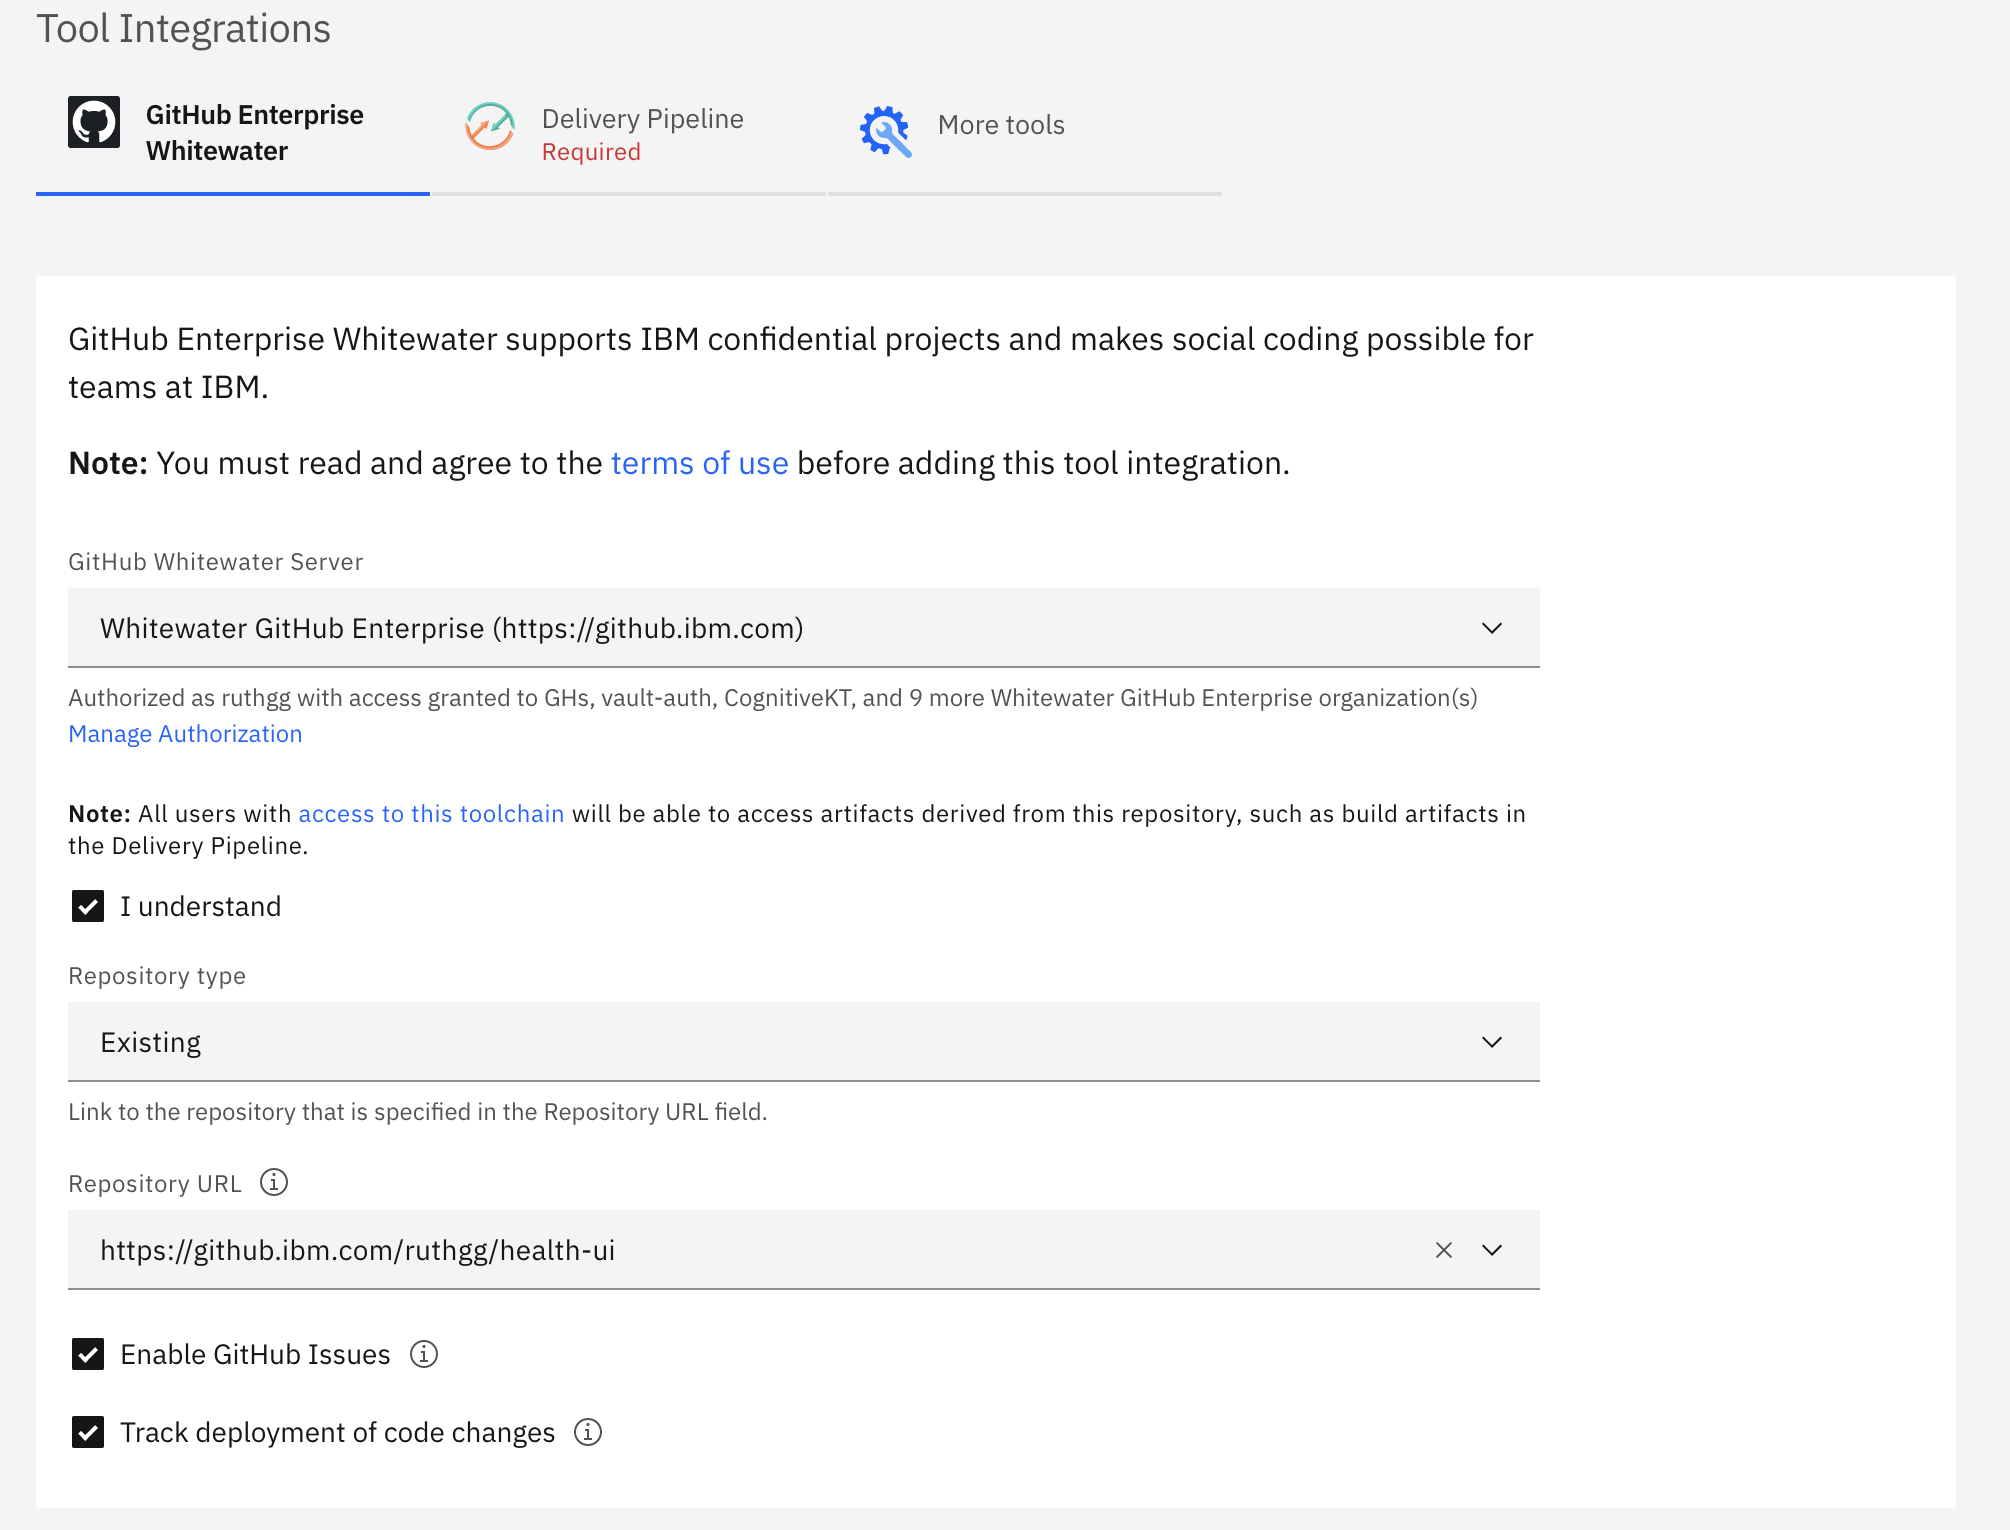 Tool Integrations
GitHub Enterprise
Whitewater
Delivery Pipeline
Required
More tools
GitHub Enterprise Whitewater supports IBM confidential projects and makes social coding possible for
teams at IBM.
Note: You must read and agree to the terms of use before adding this tool integration.
GitHub Whitewater Server
Whitewater GitHub Enterprise (https://github.ibm.com)
Authorized as ruthgg with access granted to GHs, vault-auth, CognitiveKT, and 9 more Whitewater GitHub Enterprise organization(s)
Manage Authorization
Note: All users with access to this toolchain will be able to access artifacts derived from this repository, such as build artifacts in
the Delivery Pipeline.
I understand
Repository type
Existing
Link to the repository that is specified in the Repository URL field.
Repository URL
https://github.ibm.com/ruthgg/health-ui
Enable GitHub Issues
Track deployment of code changes